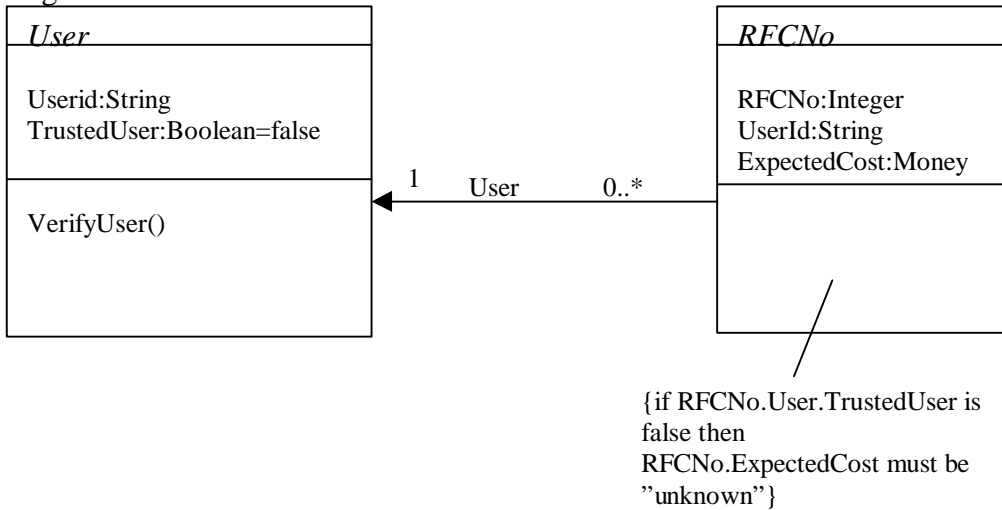 User
Userid:String
TrustedUser:Boolean=false
VerifyUser()
1 User 0..*
RFCNo
RFCNo:Integer
UserId:String
ExpectedCost:Money
{if RFCNo.User.TrustedUser is
false then
RFCNo.ExpectedCost must be
”unknown”}